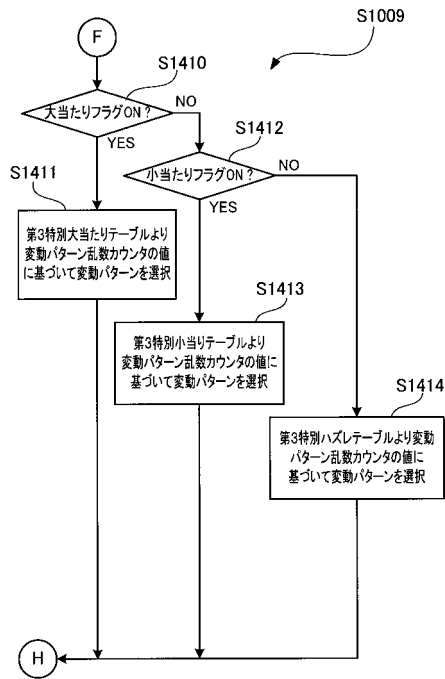 S1009
F
S1410
大当たりフラグON?
NO
YES
S1412
小当たりフラグON?
NO
YES
S1411
第3特別大当たりテーブルより
変動パターン乱数カウンタの値
に基づいて変動パターンを選択
S1413
第3特別小当りテーブルより
変動パターン乱数カウンタの値に
基づいて変動パターンを選択
S1414
第3特別ハズレテーブルより変動
パターン乱数カウンタの値に
基づいて変動パターンを選択
H